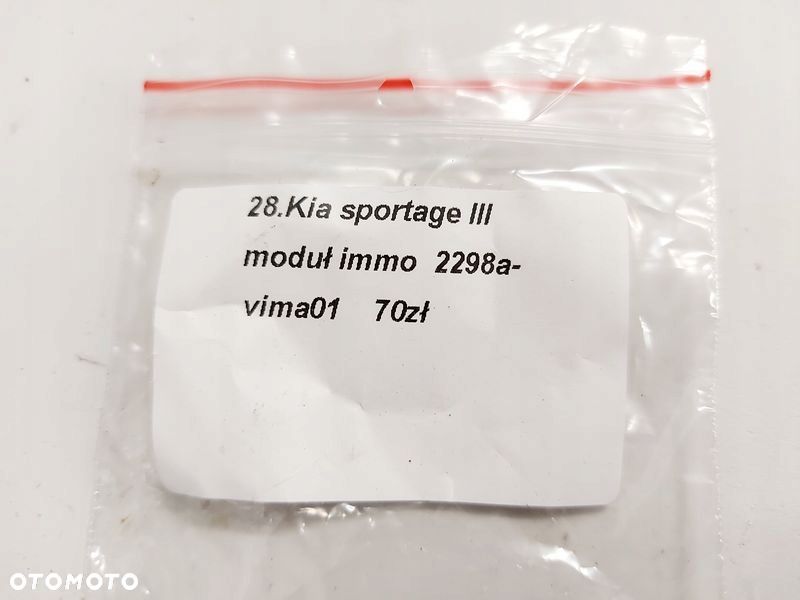 28.Kia sportage III
moduł immo 2298a-
vima01 70zł
OTOMOTO